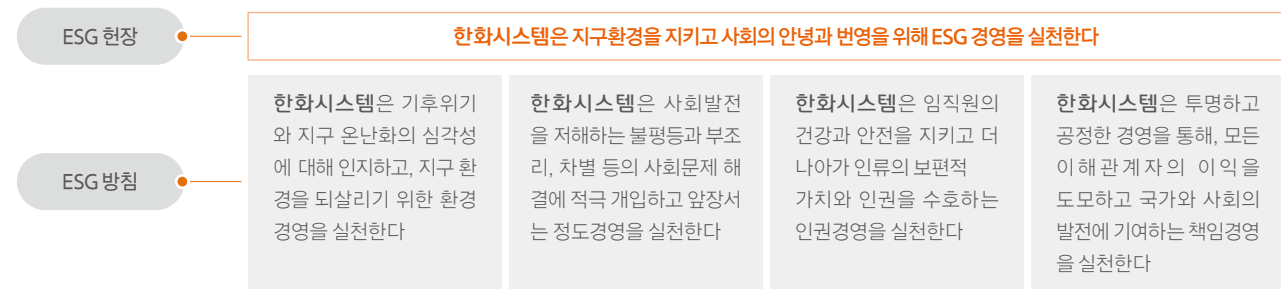 ESG 헌장
한화시스템은 지구환경을 지키고 사회의 안녕과 번영을 위해 ESG 경영을 실천한다
ESG 방침
한화시스템은 기후위기
와 지구 온난화의 심각성
에 대해 인지하고, 지구 환
경을 되살리기 위한 환경
경영을 실천한다
한화시스템은 사회발전
을 저해하는 불평등과 부조
리, 차별 등의 사회문제 해
결에 적극 개입하고 앞장서
는 정도경영을 실천한다
한화시스템은 임직원의
건강과 안전을 지키고 더
나아가 인류의 보편적
가치와 인권을 수호하는
인권경영을 실천한다
한화시스템은 투명하고
공정한 경영을 통해, 모든
이해관계자의 이익을
도모하고 국가와 사회의
발전에 기여하는 책임경영
을 실천한다